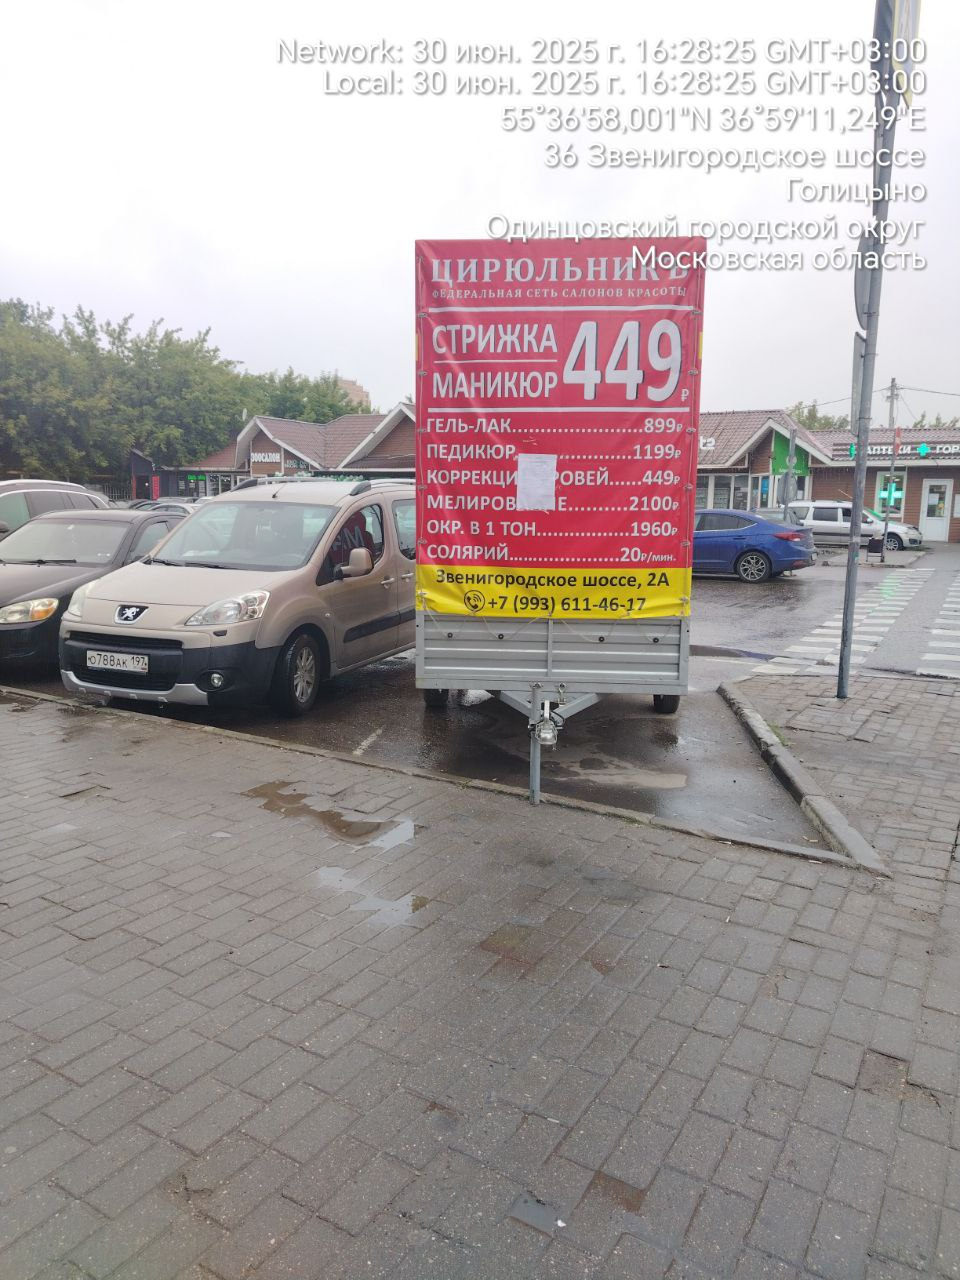 Network: 30 июн. 2025 г. 16:28:25 GMT+03:00
Local: 30 июн. 2025 г. 16:28:25 GMT+03:00
55°36'58,001"N 36°59'11,249"E
36 Звенигородское шоссе
Голицыно
Одинцовский городской округ
Московская область
ЦИРЮЛЬНИКЪ
ФЕДЕРАЛЬНАЯ СЕТЬ САЛОНОВ КРАСОТЫ
СТРИЖКА
МАНИКЮР
449₽
ГЕЛЬ-ЛАК......................899₽
ПЕДИКЮР...................1199₽
КОРРЕКЦИ РОВЕЙ......449₽
МЕЛИРОВ Е..........2100₽
ОКР. В 1 ТОН..............1960₽
СОЛЯРИЙ....................20₽/мин.
Звенигородское шоссе, 2А
+7 (993) 611-46-17
ЗООСАЛОН
АПТЕКИ + ГОР
О788АК 197